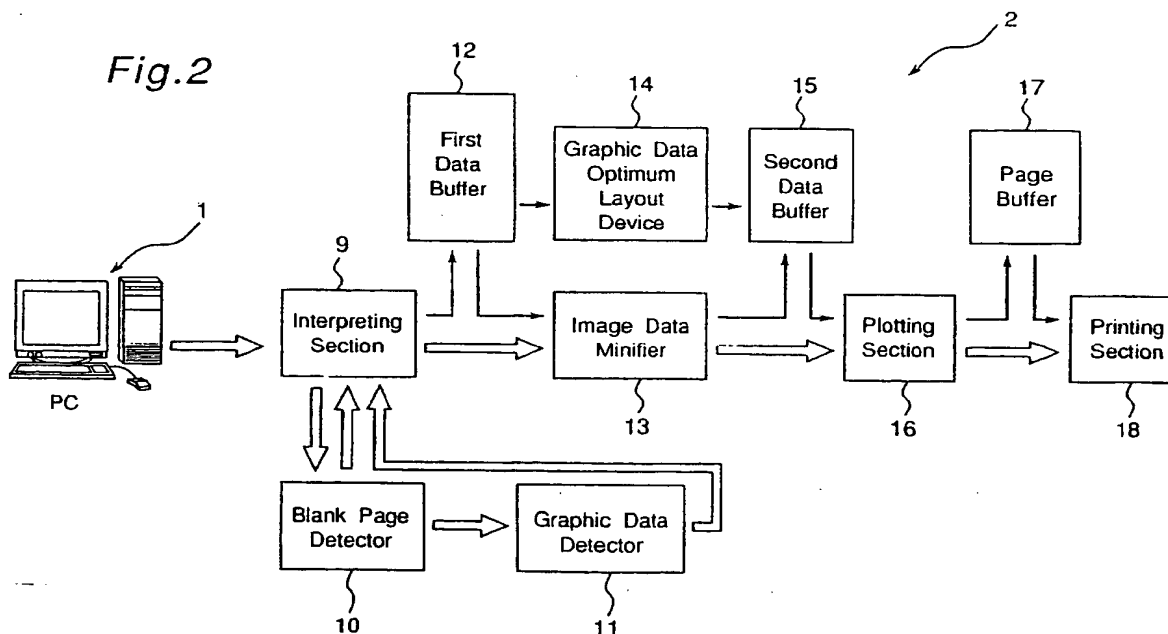 Fig.2
2
12
First
Data
Buffer
14
Graphic Data
Optimum
Layout
Device
15
Second
Data
Buffer
17
Page
Buffer
1
PC
9
Interpreting
Section
Image Data
Minifier
13
Plotting
Section
16
Printing
Section
18
Blank Page
Detector
10
Graphic Data
Detector
11